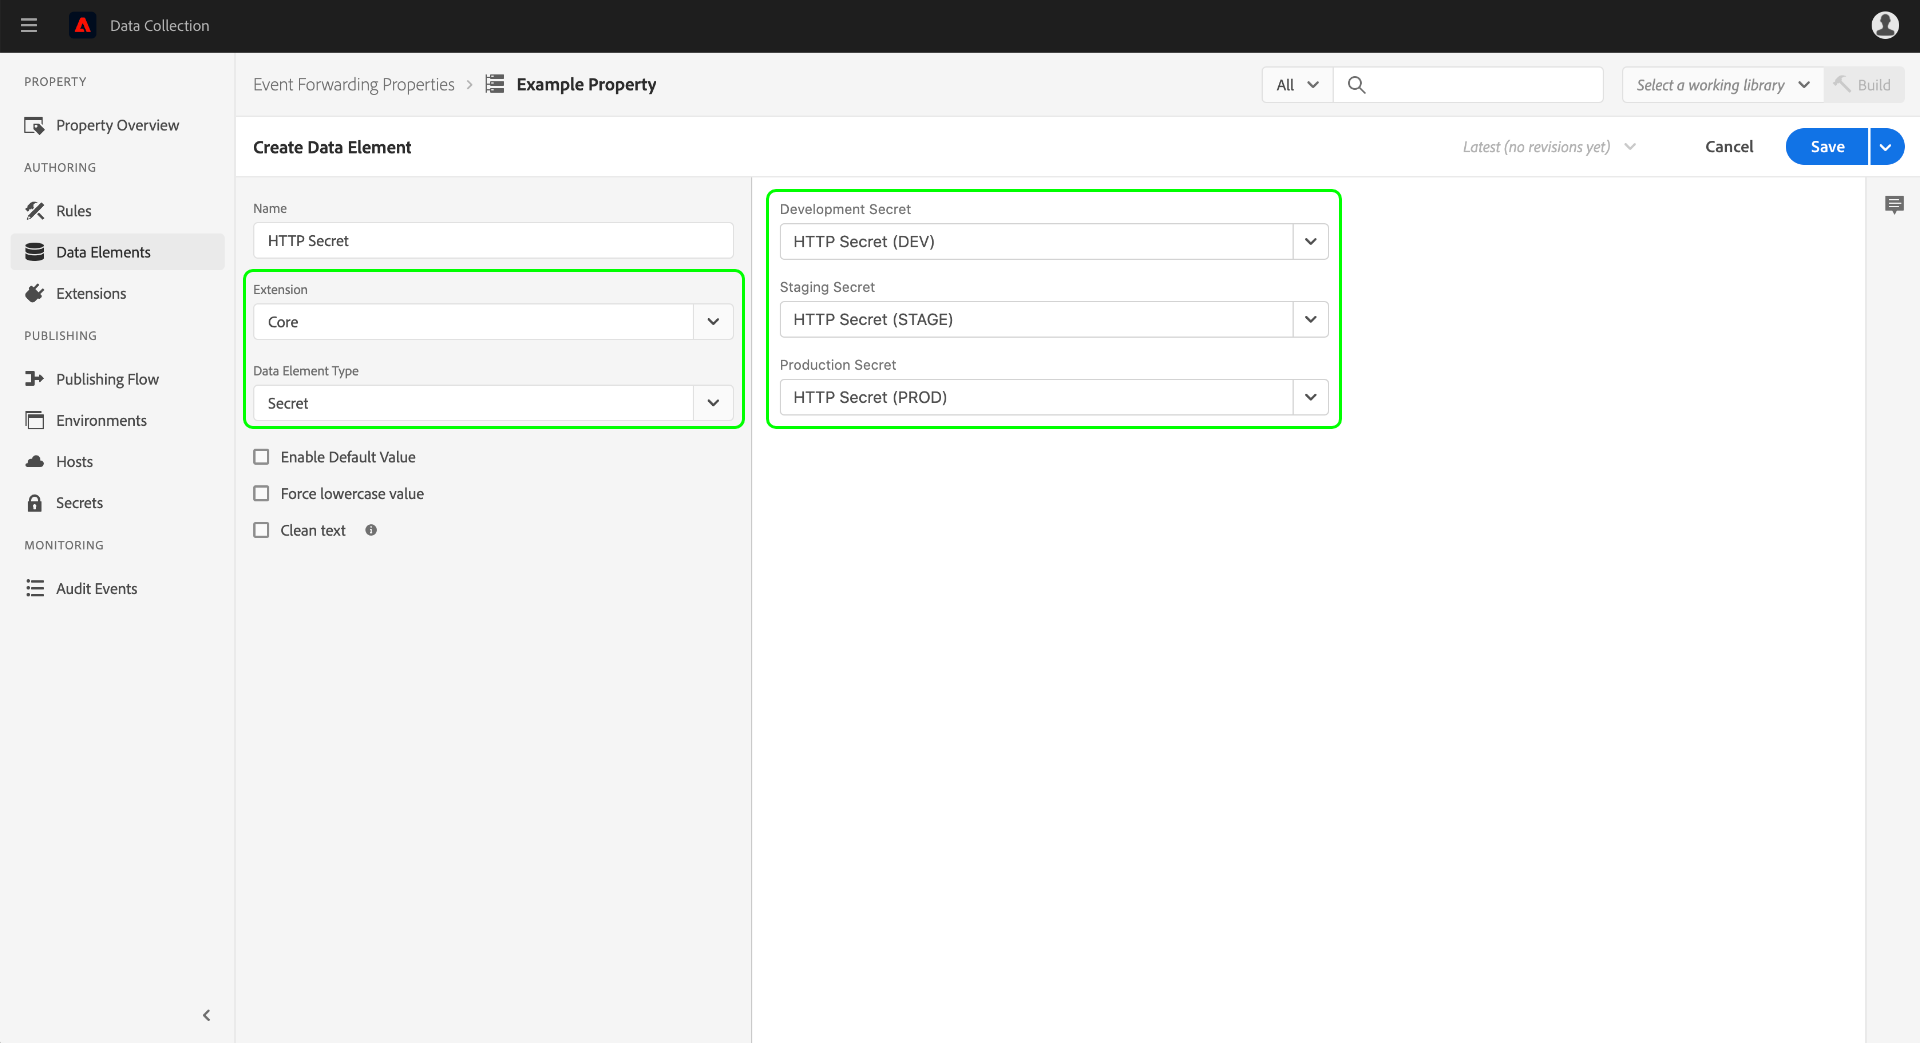 Data Collection
PROPERTY
Property Overview
AUTHORING
Rules
Data Elements
Extensions
PUBLISHING
Publishing Flow
Environments
Hosts
Secrets
MONITORING
Audit Events
Event Forwarding Properties > Example Property
All
Select a working library
Build
Create Data Element
Latest (no revisions yet)
Cancel
Save
Name
HTTP Secret
Extension
Core
Data Element Type
Secret
Enable Default Value
Force lowercase value
Clean text
Development Secret
HTTP Secret (DEV)
Staging Secret
HTTP Secret (STAGE)
Production Secret
HTTP Secret (PROD)